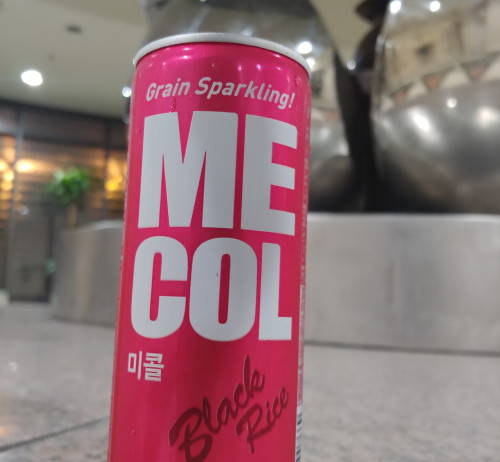 Grain Sparkling!
ME
COL
미콜
Black
Rice